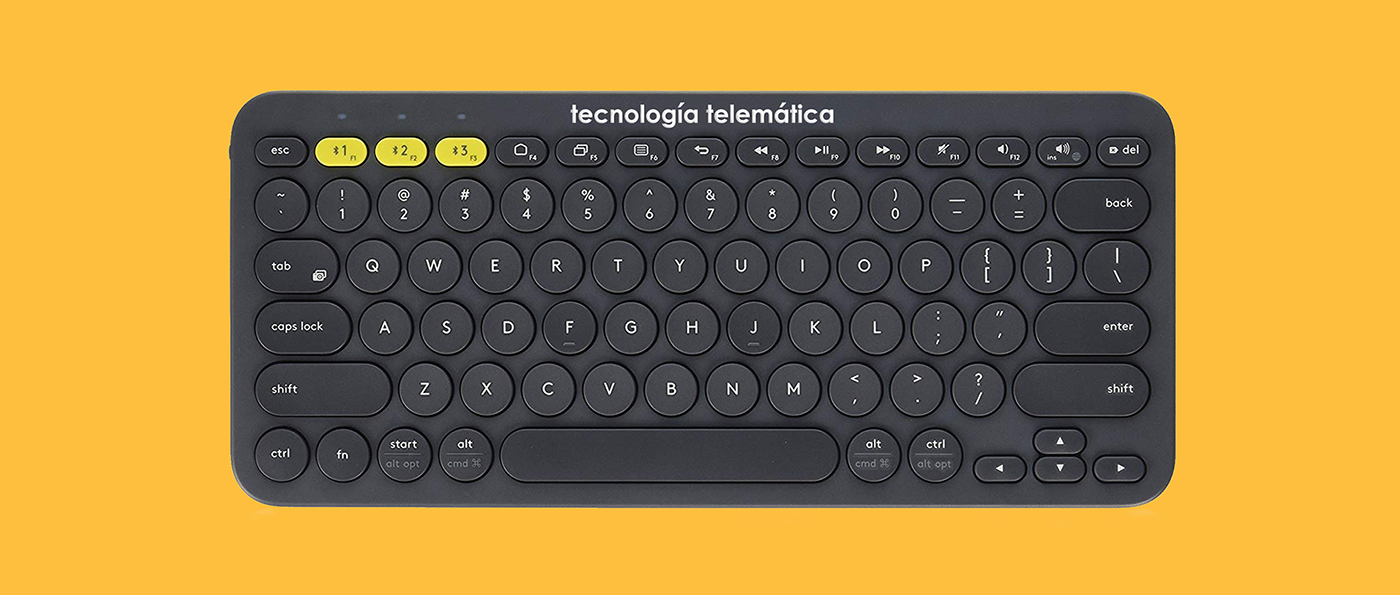 tecnología telemática
esc 1 F1 2 F2 3 F3 F4 F5 F6 F7 F8 F9 F10 F11 F12 ins del
~ ! @ # $ % ^ & * ( ) — +
` 1 2 3 4 5 6 7 8 9 0 - = back
tab Q W E R T Y U I O P { [ } ] | \
caps lock A S D F G H J K L : ; " ' enter
shift Z X C V B N M < , > . ? / shift
ctrl fn start alt opt alt cmd ⌘ alt cmd ⌘ ctrl alt opt ▲
◀ ▼ ▶